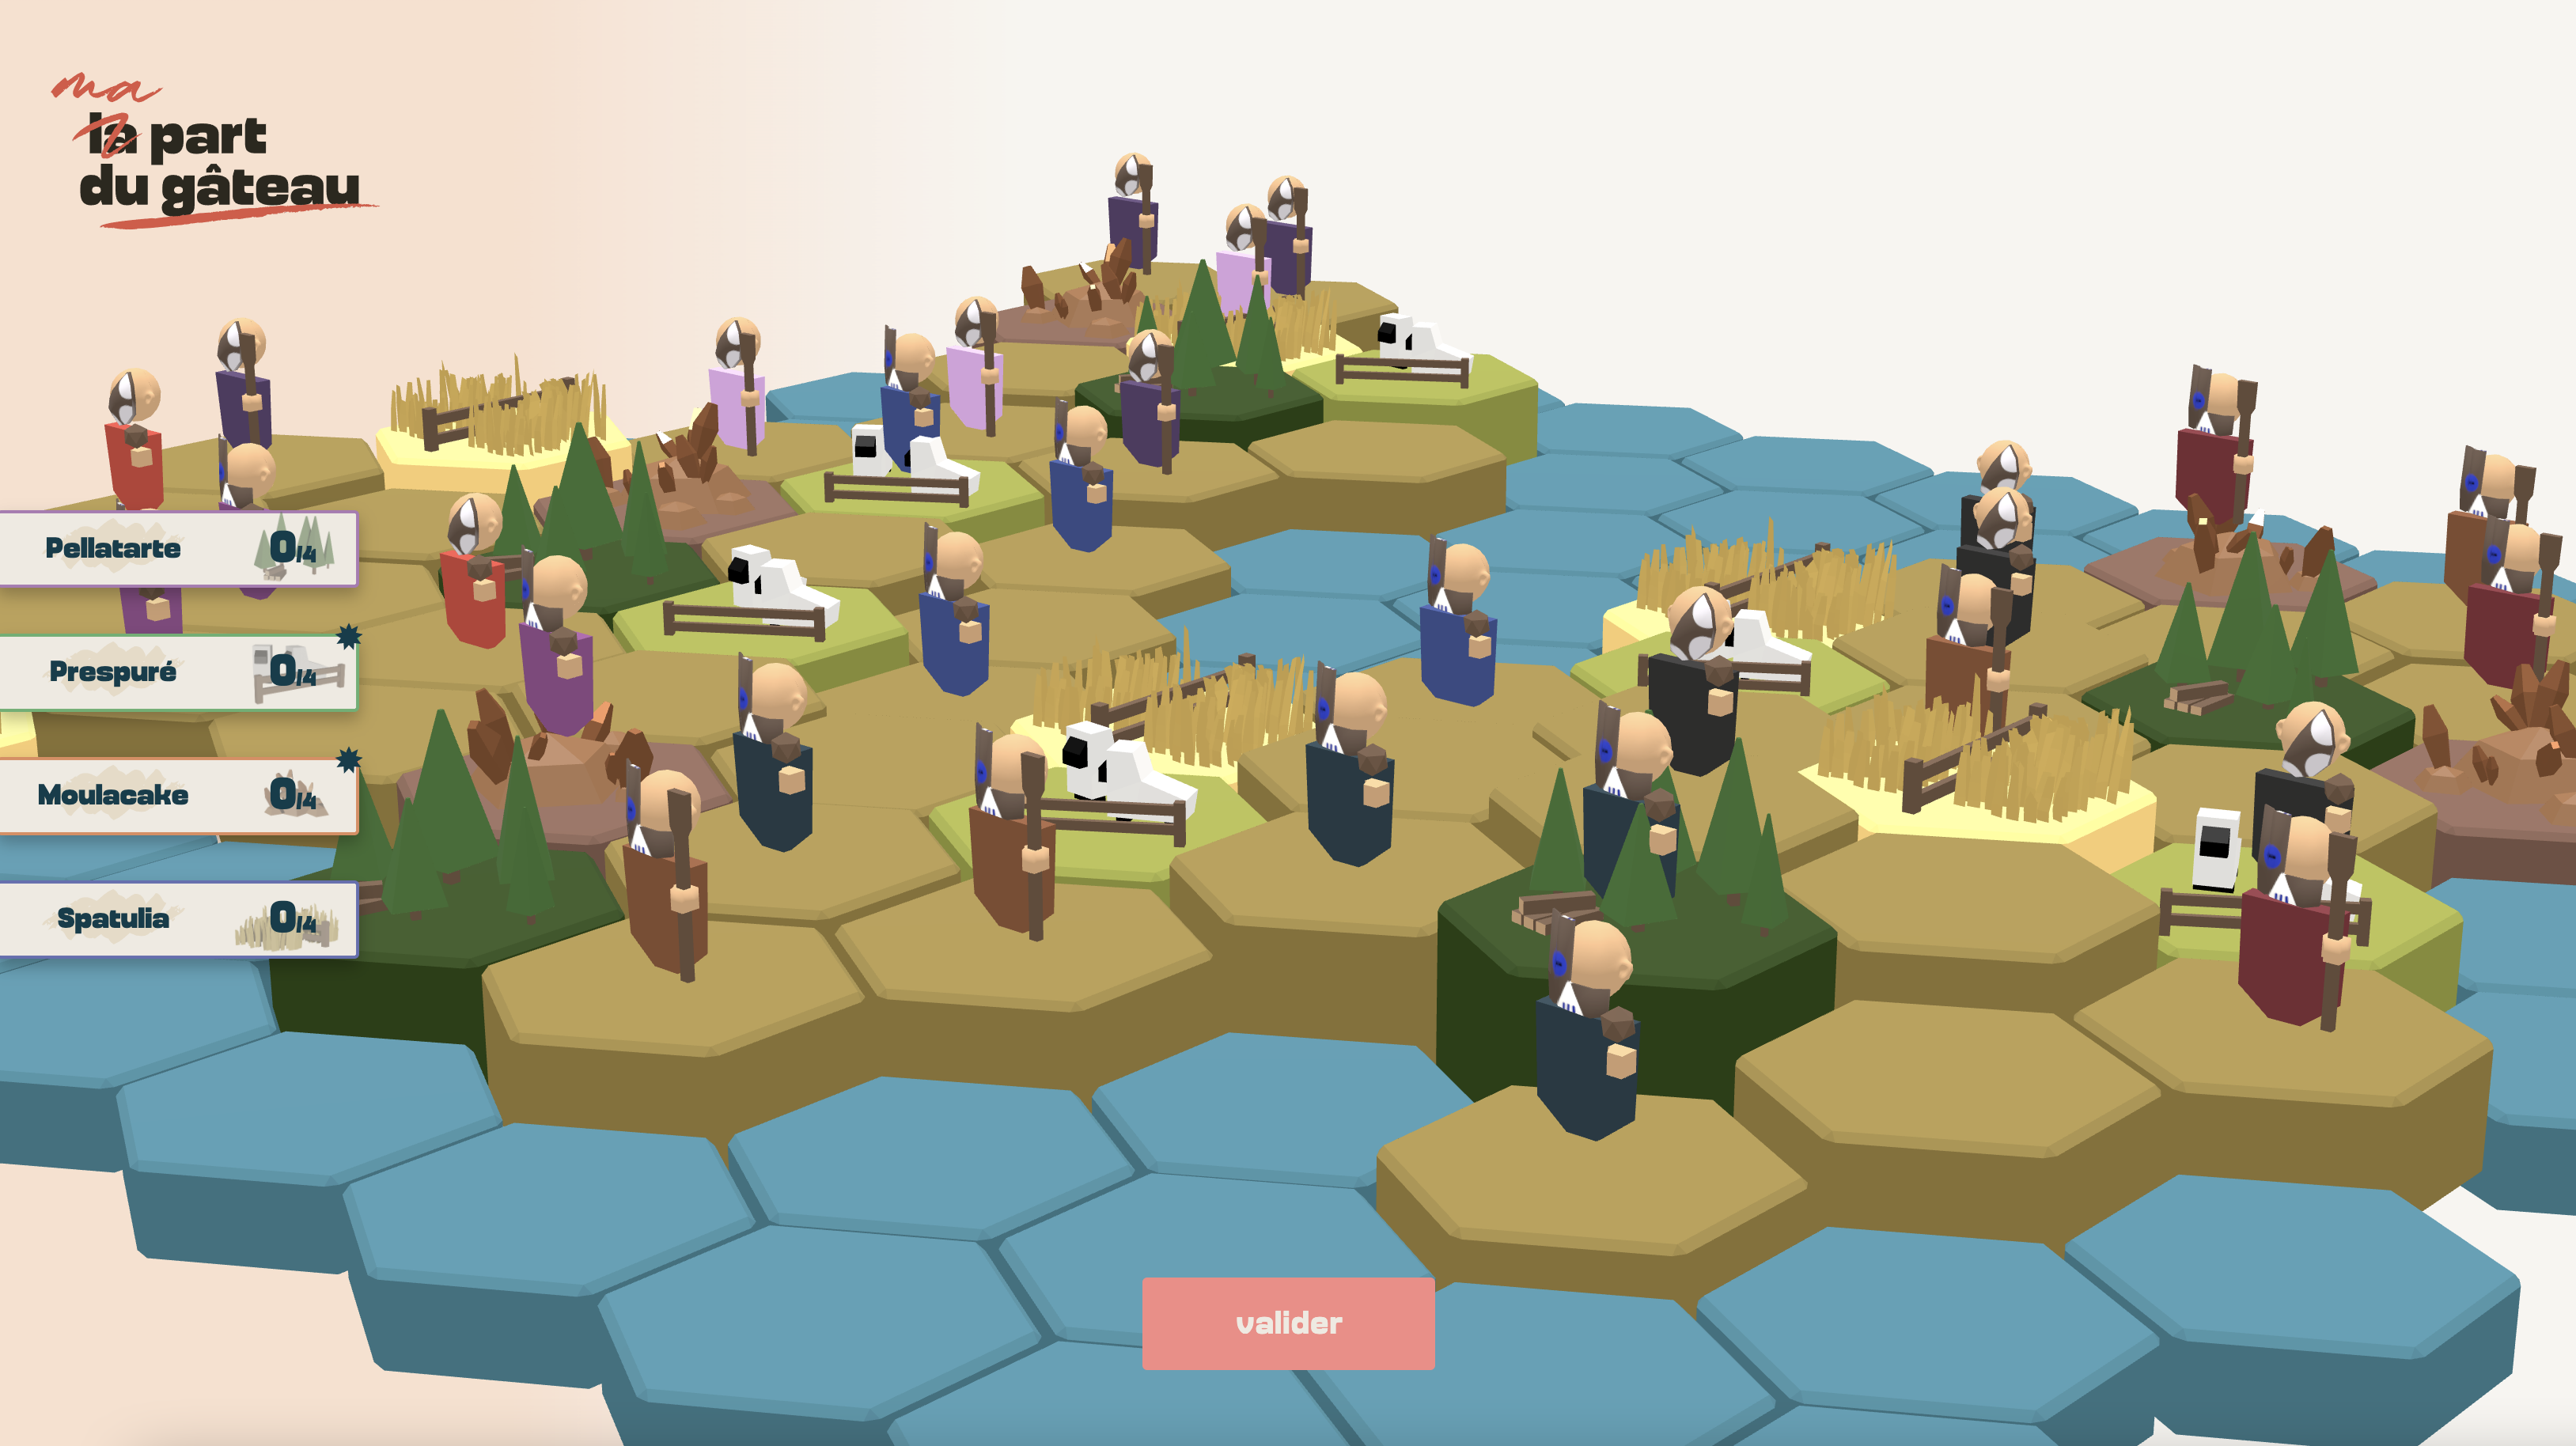 ma
la part
du gâteau
Pellatarte 0/4
Prespuré 0/4
Moulacake 0/4
Spatulia 0/4
valider